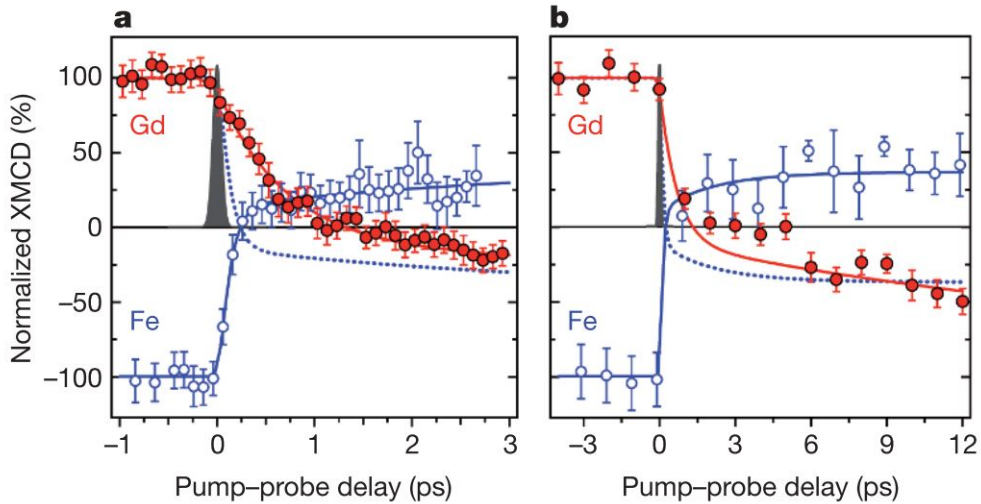 a
b
Normalized XMCD (%)
100
50
0
−50
−100
Gd
Fe
−1
0
1
2
3
Pump–probe delay (ps)
Gd
Fe
−3
0
3
6
9
12
Pump–probe delay (ps)